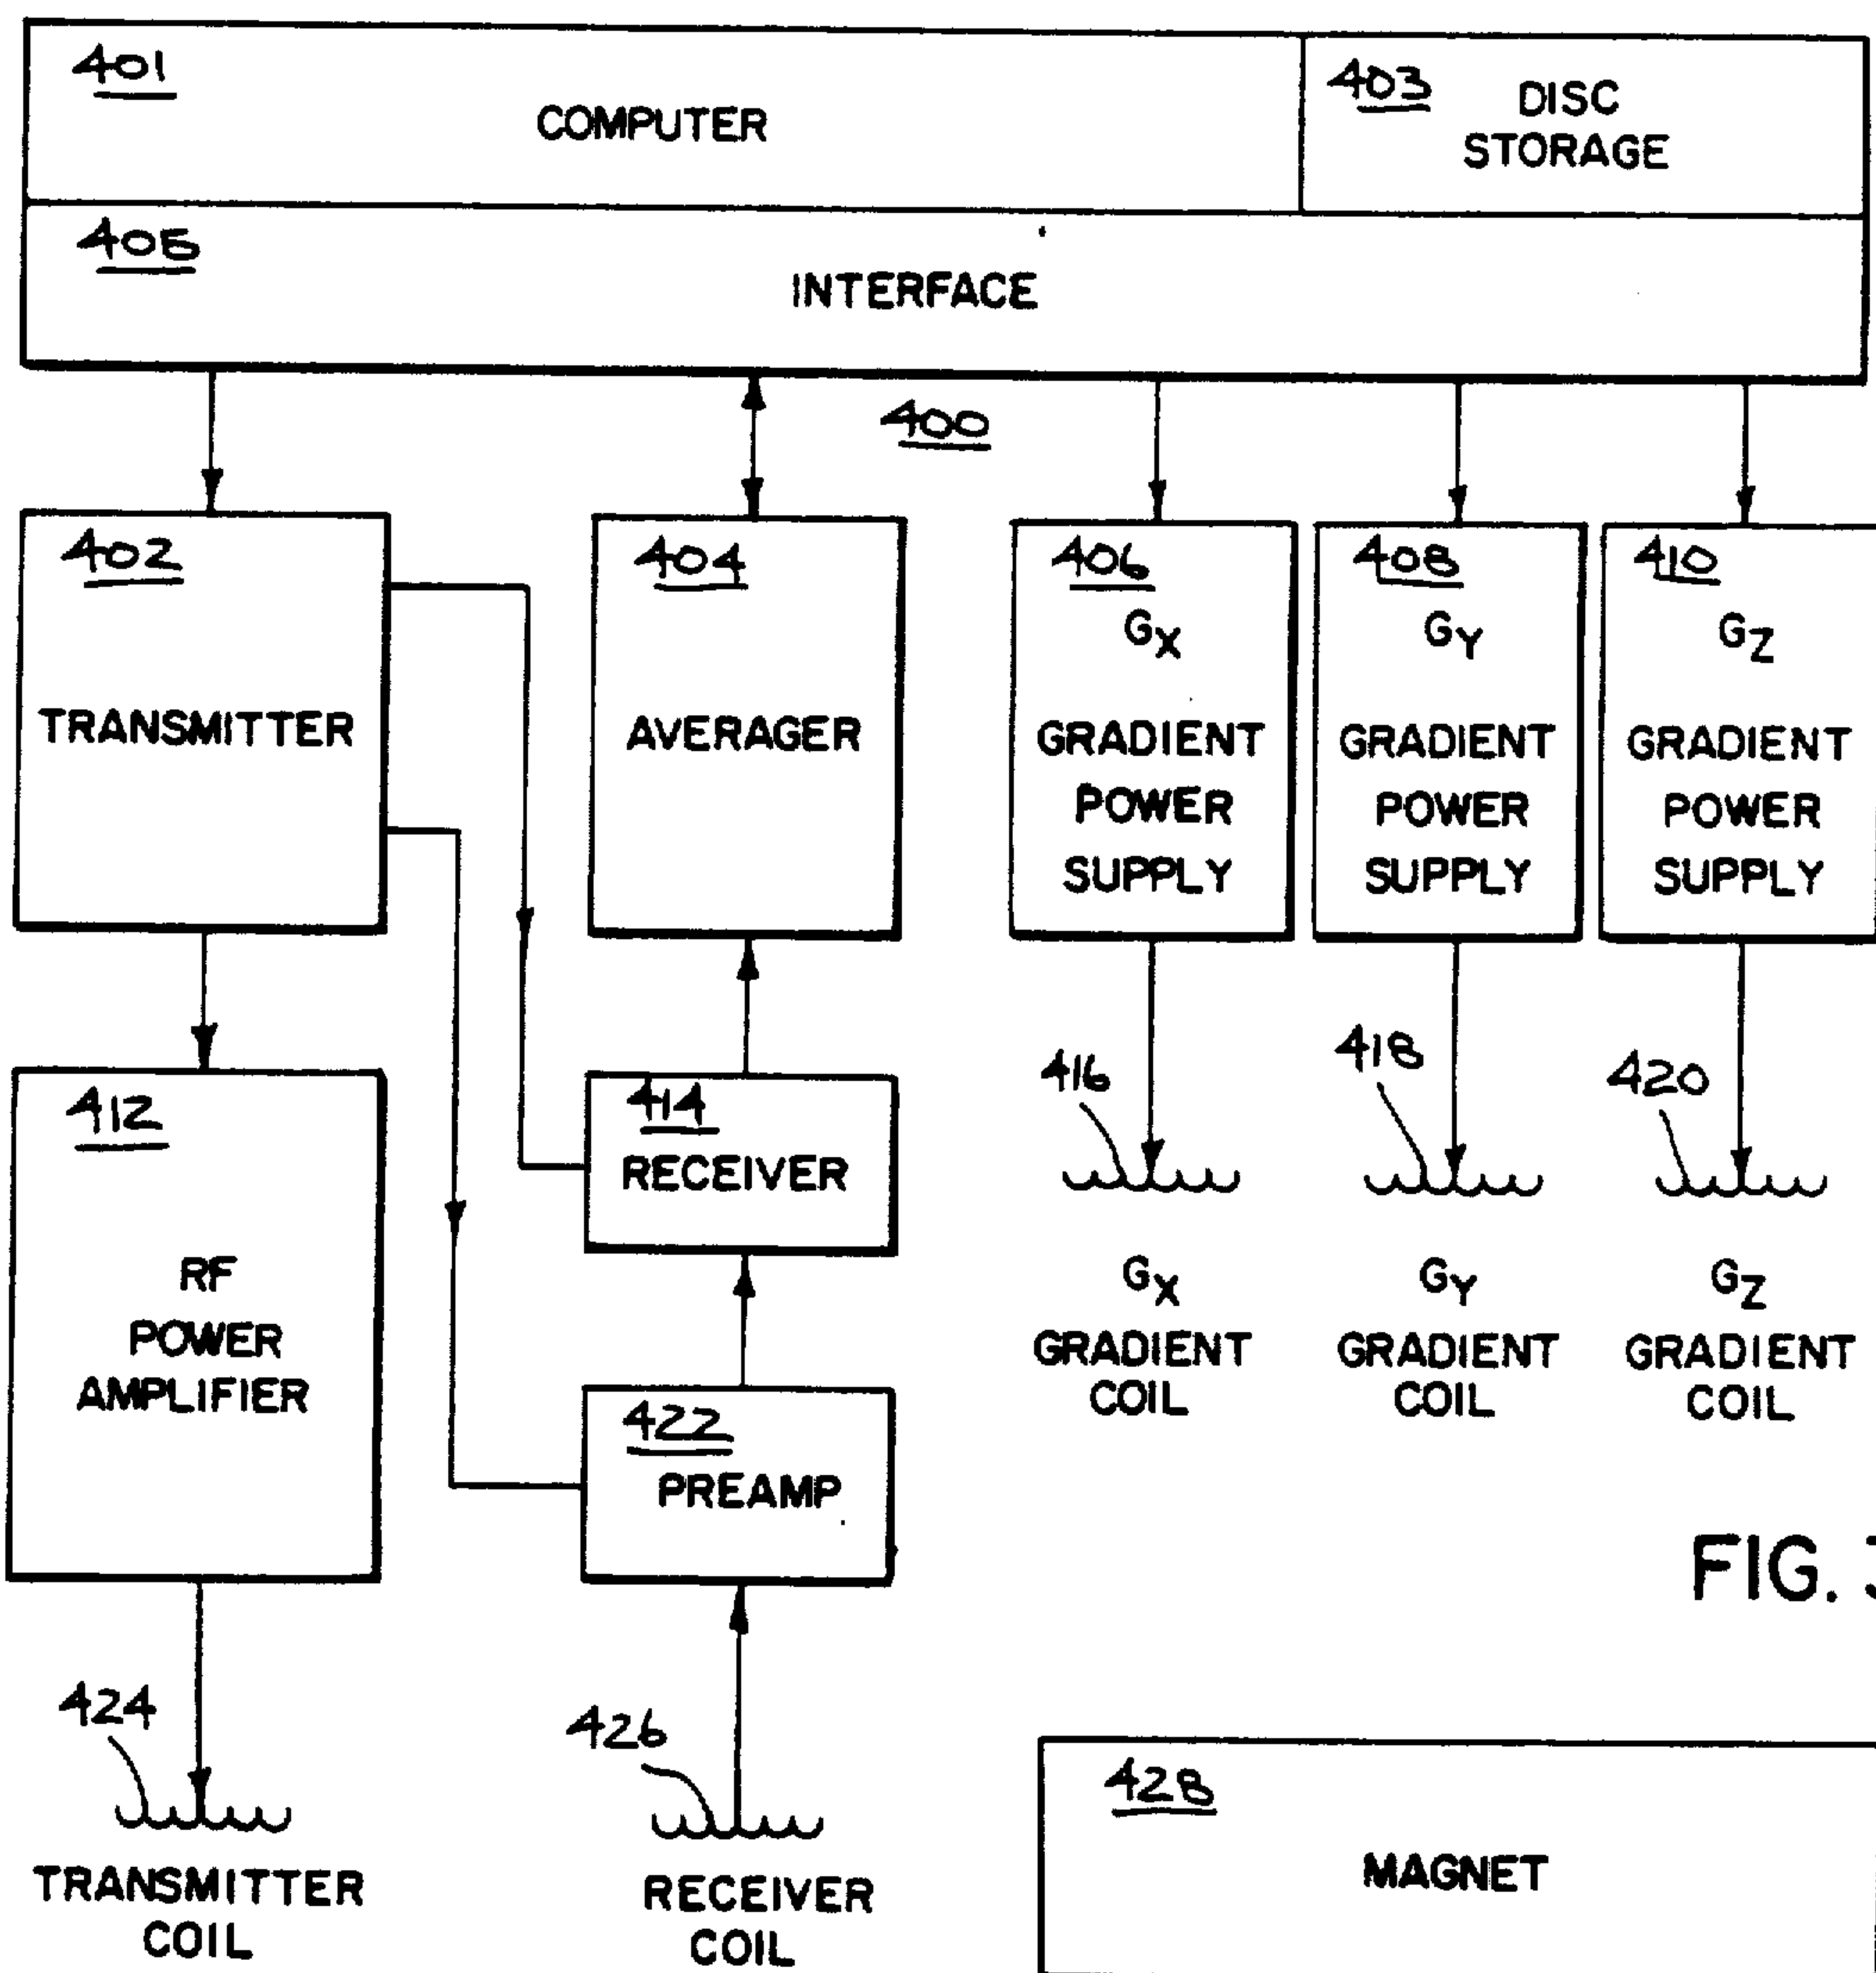 401
COMPUTER
403
DISC
STORAGE
405
INTERFACE
400
402
TRANSMITTER
404
AVERAGER
406
GX
GRADIENT
POWER
SUPPLY
408
GY
GRADIENT
POWER
SUPPLY
410
GZ
GRADIENT
POWER
SUPPLY
412
RF
POWER
AMPLIFIER
414
RECEIVER
416
GX
GRADIENT
COIL
418
GY
GRADIENT
COIL
420
GZ
GRADIENT
COIL
422
PREAMP
FIG.
424
TRANSMITTER
COIL
426
RECEIVER
COIL
428
MAGNET